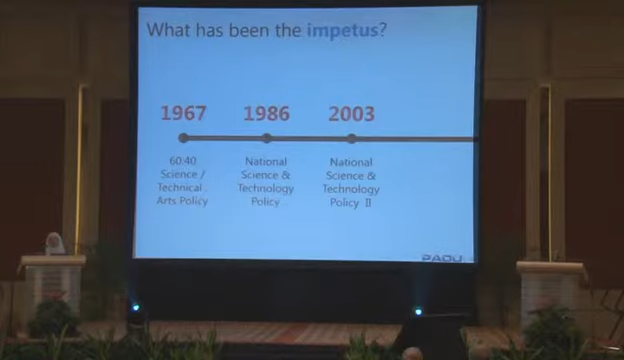 What has been the impetus?
1967 1986 2003
60:40
Science /
Technical :
Arts Policy
National
Science &
Technology
Policy
National
Science &
Technology
Policy II
PADU